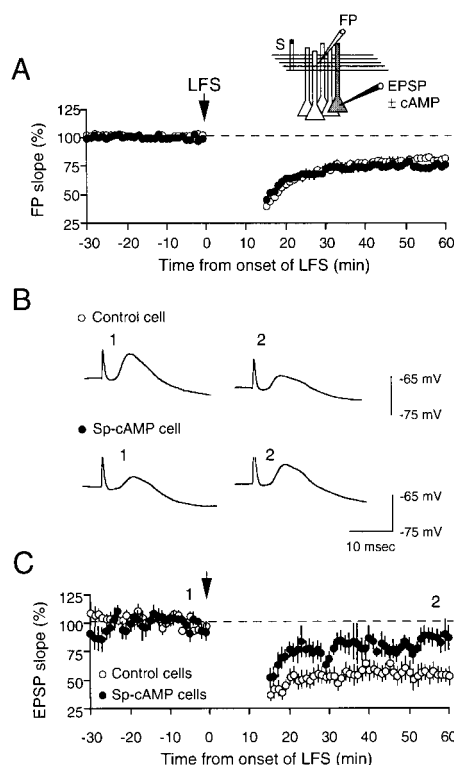 A
S
FP
EPSP
± cAMP
LFS
FP slope (%)
125
100
75
50
25
-30 -20 -10 0 10 20 30 40 50 60
Time from onset of LFS (min)
B
○ Control cell
1
2
-65 mV
-75 mV
● Sp-cAMP cell
1
2
-65 mV
-75 mV
10 msec
C
EPSP slope (%)
125
100
75
50
25
1
2
○ Control cells
● Sp-cAMP cells
-30 -20 -10 0 10 20 30 40 50 60
Time from onset of LFS (min)